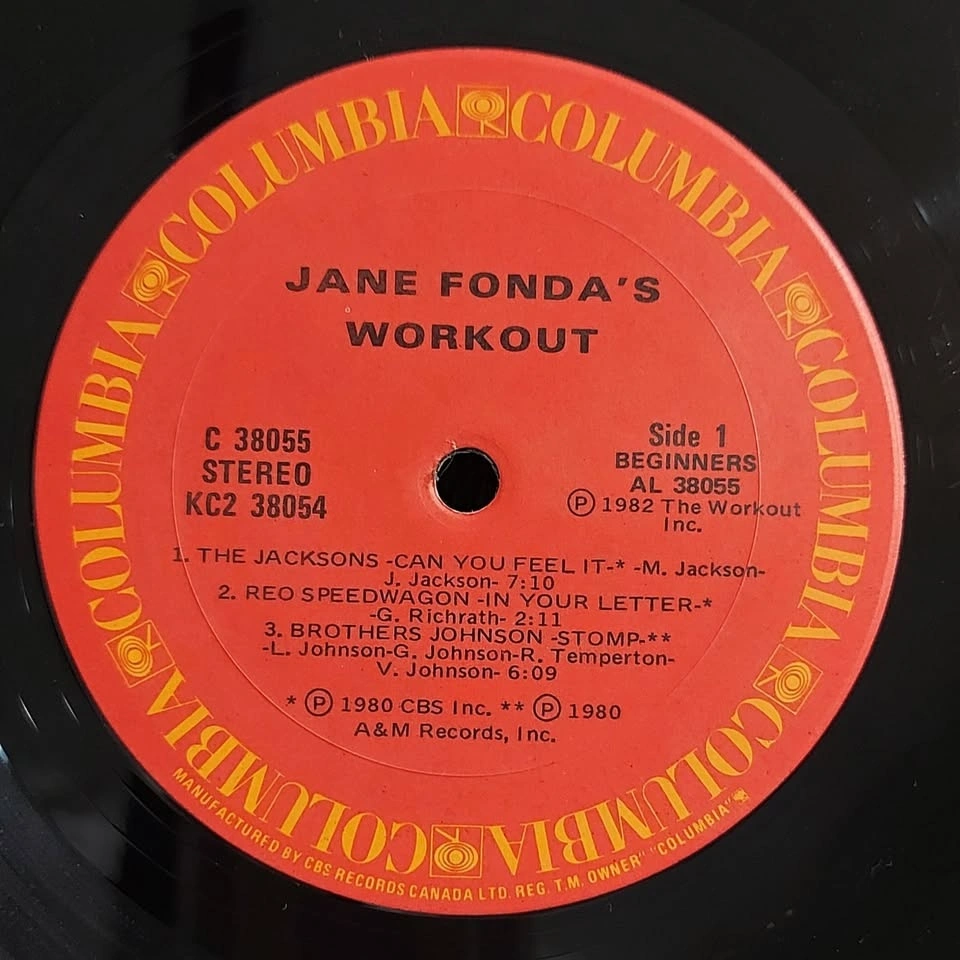 COLUMBIA COLUMBIA COLUMBIA COLUMBIA COLUMBIA COLUMBIA COLUMBIA
JANE FONDA'S
WORKOUT
C 38055
STEREO
KC2 38054
Side 1
BEGINNERS
AL 38055
℗ 1982 The Workout
Inc.
1. THE JACKSONS -CAN YOU FEEL IT-* -M. Jackson-
J. Jackson- 7:10
2. REO SPEEDWAGON -IN YOUR LETTER-*
-G. Richrath- 2:11
3. BROTHERS JOHNSON -STOMP-**
-L. Johnson-G. Johnson-R. Temperton-
V. Johnson- 6:09
* ℗ 1980 CBS Inc. ** ℗ 1980
A&M Records, Inc.
MANUFACTURED BY CBS RECORDS CANADA LTD. REG. T.M. OWNER" "COLUMBIA"